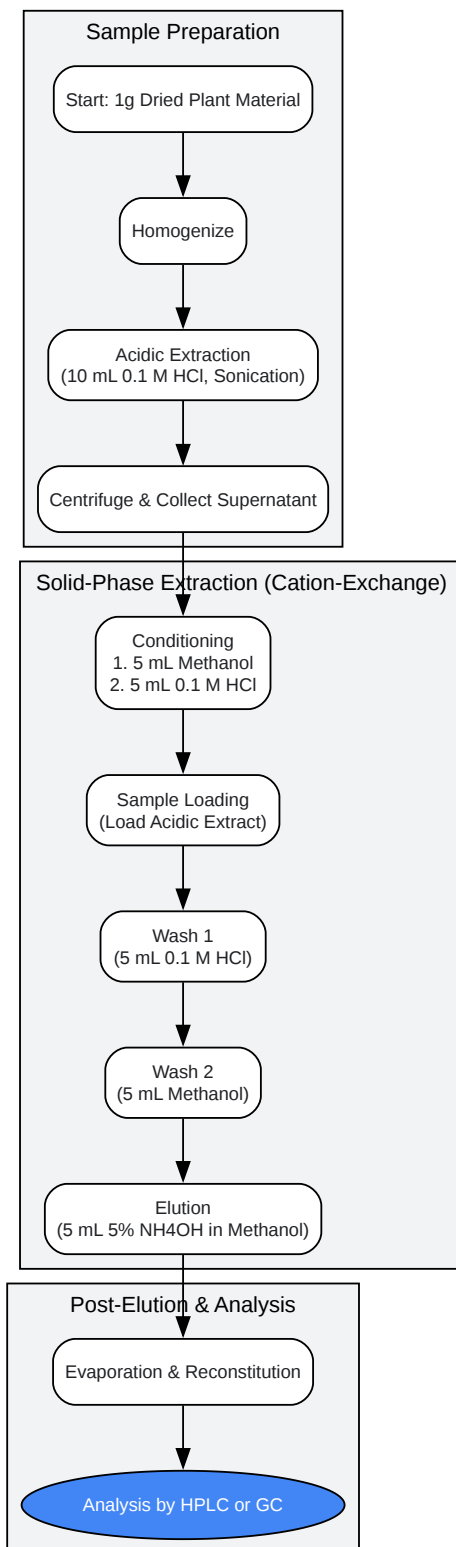 Sample Preparation
Start: 1g Dried Plant Material
Homogenize
Acidic Extraction
(10 mL 0.1 M HCl, Sonication)
Centrifuge & Collect Supernatant
Solid-Phase Extraction (Cation-Exchange)
Conditioning
1. 5 mL Methanol
2. 5 mL 0.1 M HCl
Sample Loading
(Load Acidic Extract)
Wash 1
(5 mL 0.1 M HCl)
Wash 2
(5 mL Methanol)
Elution
(5 mL 5% NH4OH in Methanol)
Post-Elution & Analysis
Evaporation & Reconstitution
Analysis by HPLC or GC